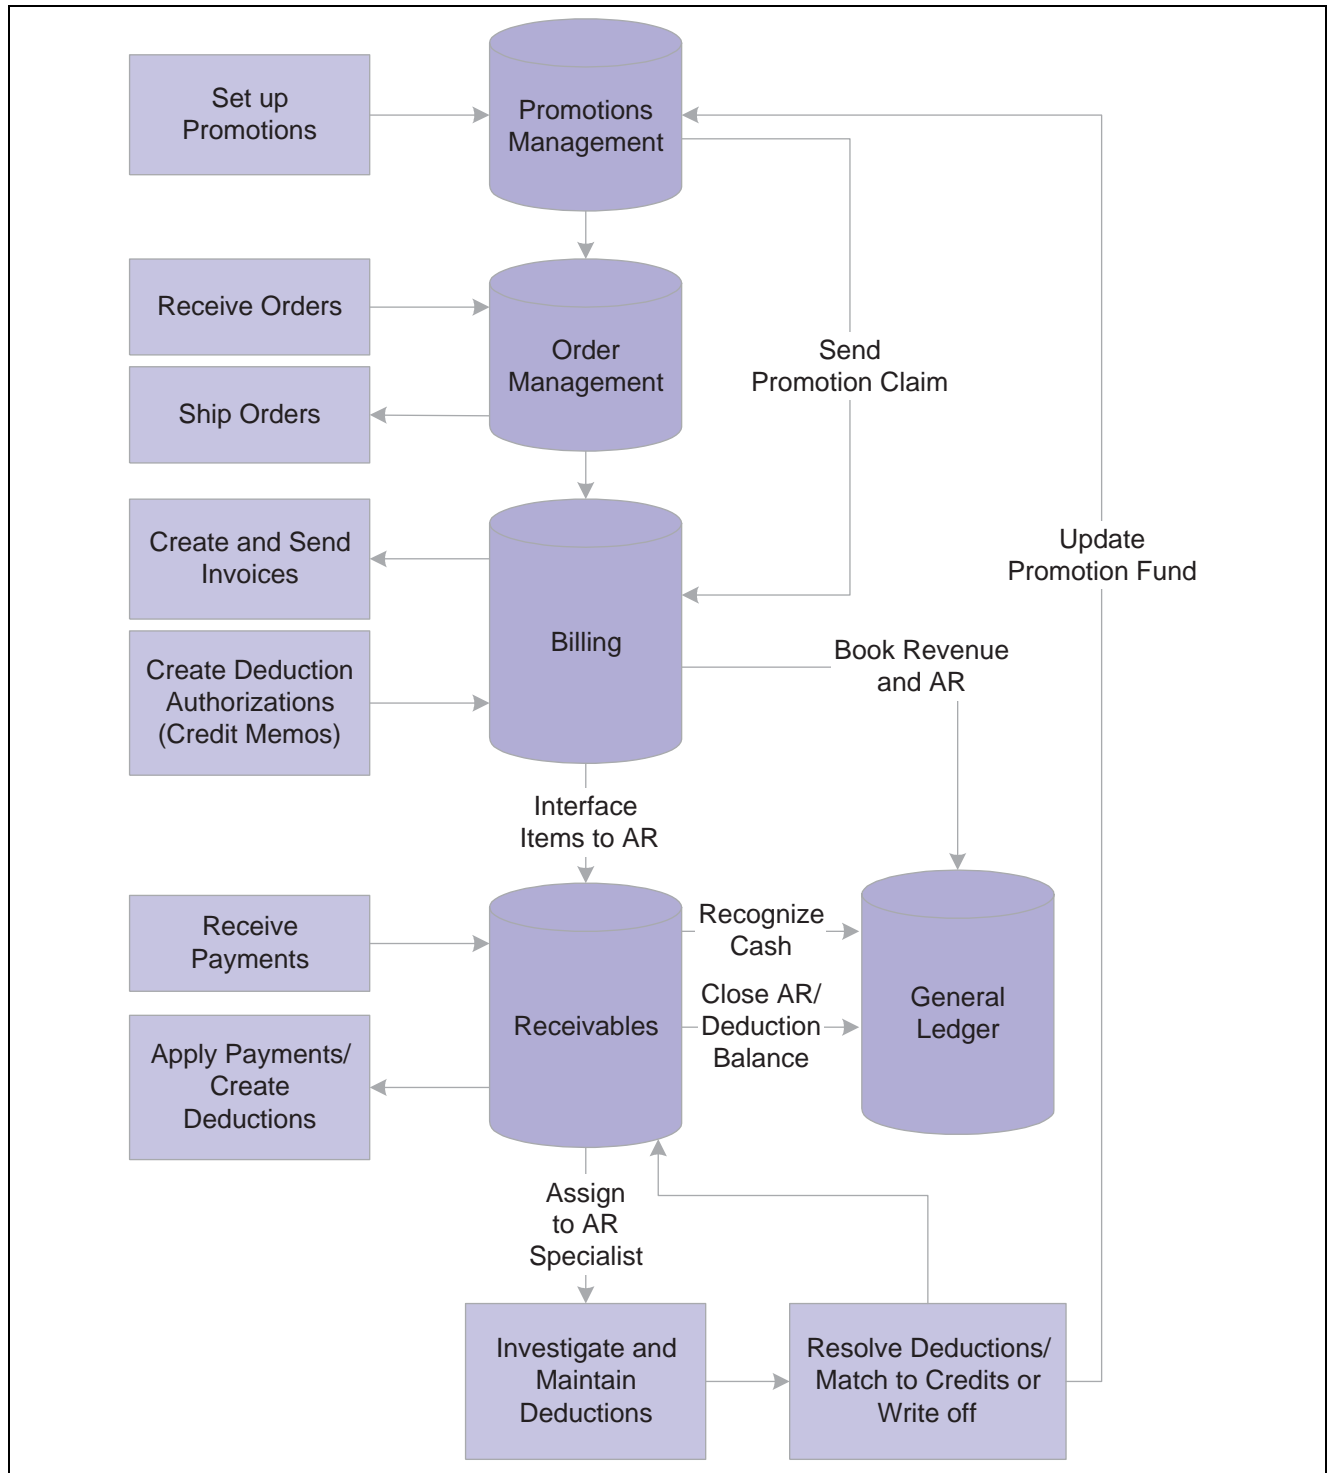 Set up
Promotions
Promotions
Management
Receive Orders
Order
Management
Send
Promotion Claim
Ship Orders
Create and Send
Invoices
Update
Promotion Fund
Billing
Book Revenue
and AR
Create Deduction
Authorizations
(Credit Memos)
Interface
Items to AR
Receive
Payments
Recognize
Cash
Receivables
Close AR/
Deduction
Balance
General
Ledger
Apply Payments/
Create
Deductions
Assign
to AR
Specialist
Investigate and
Maintain
Deductions
Resolve Deductions/
Match to Credits or
Write off